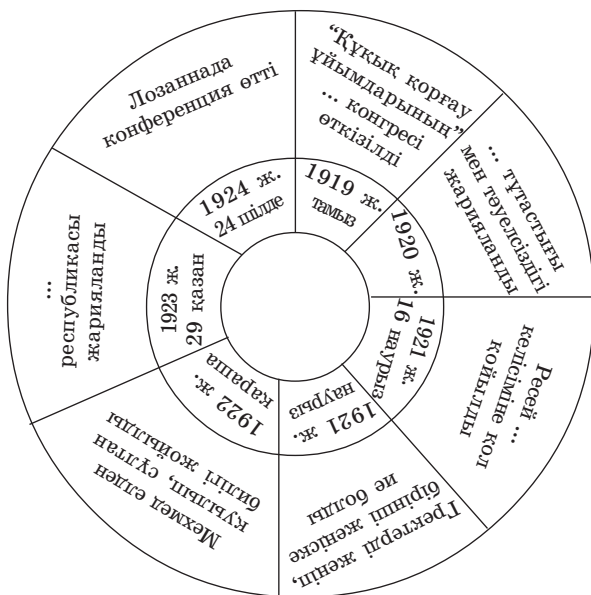 “Құқық қорғау
ұйымдарының”
... конгресі
өткізілді
1919 ж.
тамыз
... тұтастығы
мен тәуелсіздігі
жарияланды
1920 ж.
Ресей ...
келісіміне қол
қойылды
1921 ж.
16 наурыз
Гректерді жеңіп,
бірінші жеңіске
ие болды
1921 ж.
наурыз
Мехмед елден
қуылып, сұлтан
билігі жойылды
1922 ж.
қараша
...
республикасы
жарияланды
1923 ж.
29 қазан
Лозаннада
конференция өтті
1924 ж.
24 шілде